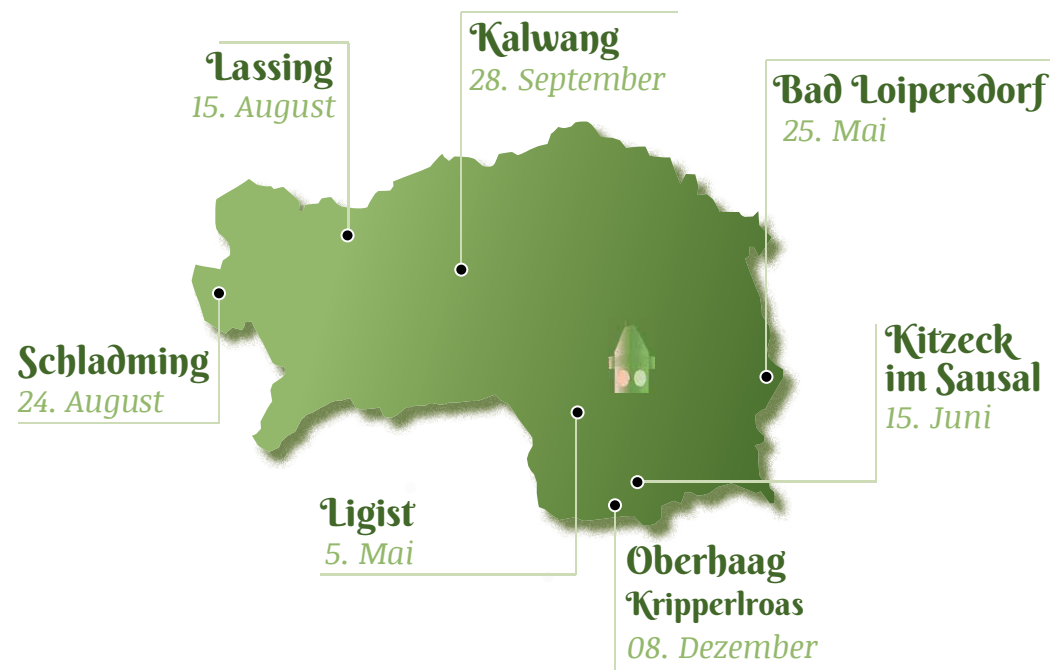 Kalwang
28. September
Lassing
15. August
Bad Loipersdorf
25. Mai
Schladming
24. August
Kitzeck
im Sausal
15. Juni
Ligist
5. Mai
Oberhaag
Kripperlroas
08. Dezember